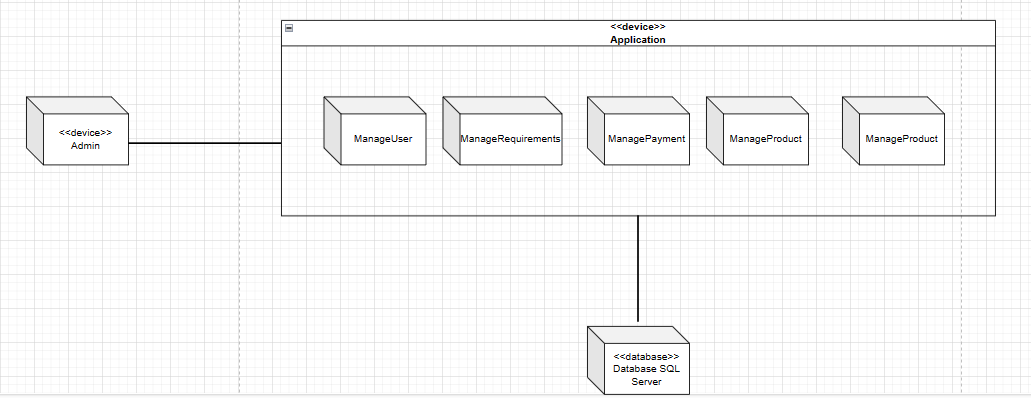 <<device>>
Application
<<device>>
Admin
ManageUser
ManageRequirements
ManagePayment
ManageProduct
ManageProduct
<<database>>
Database SQL
Server